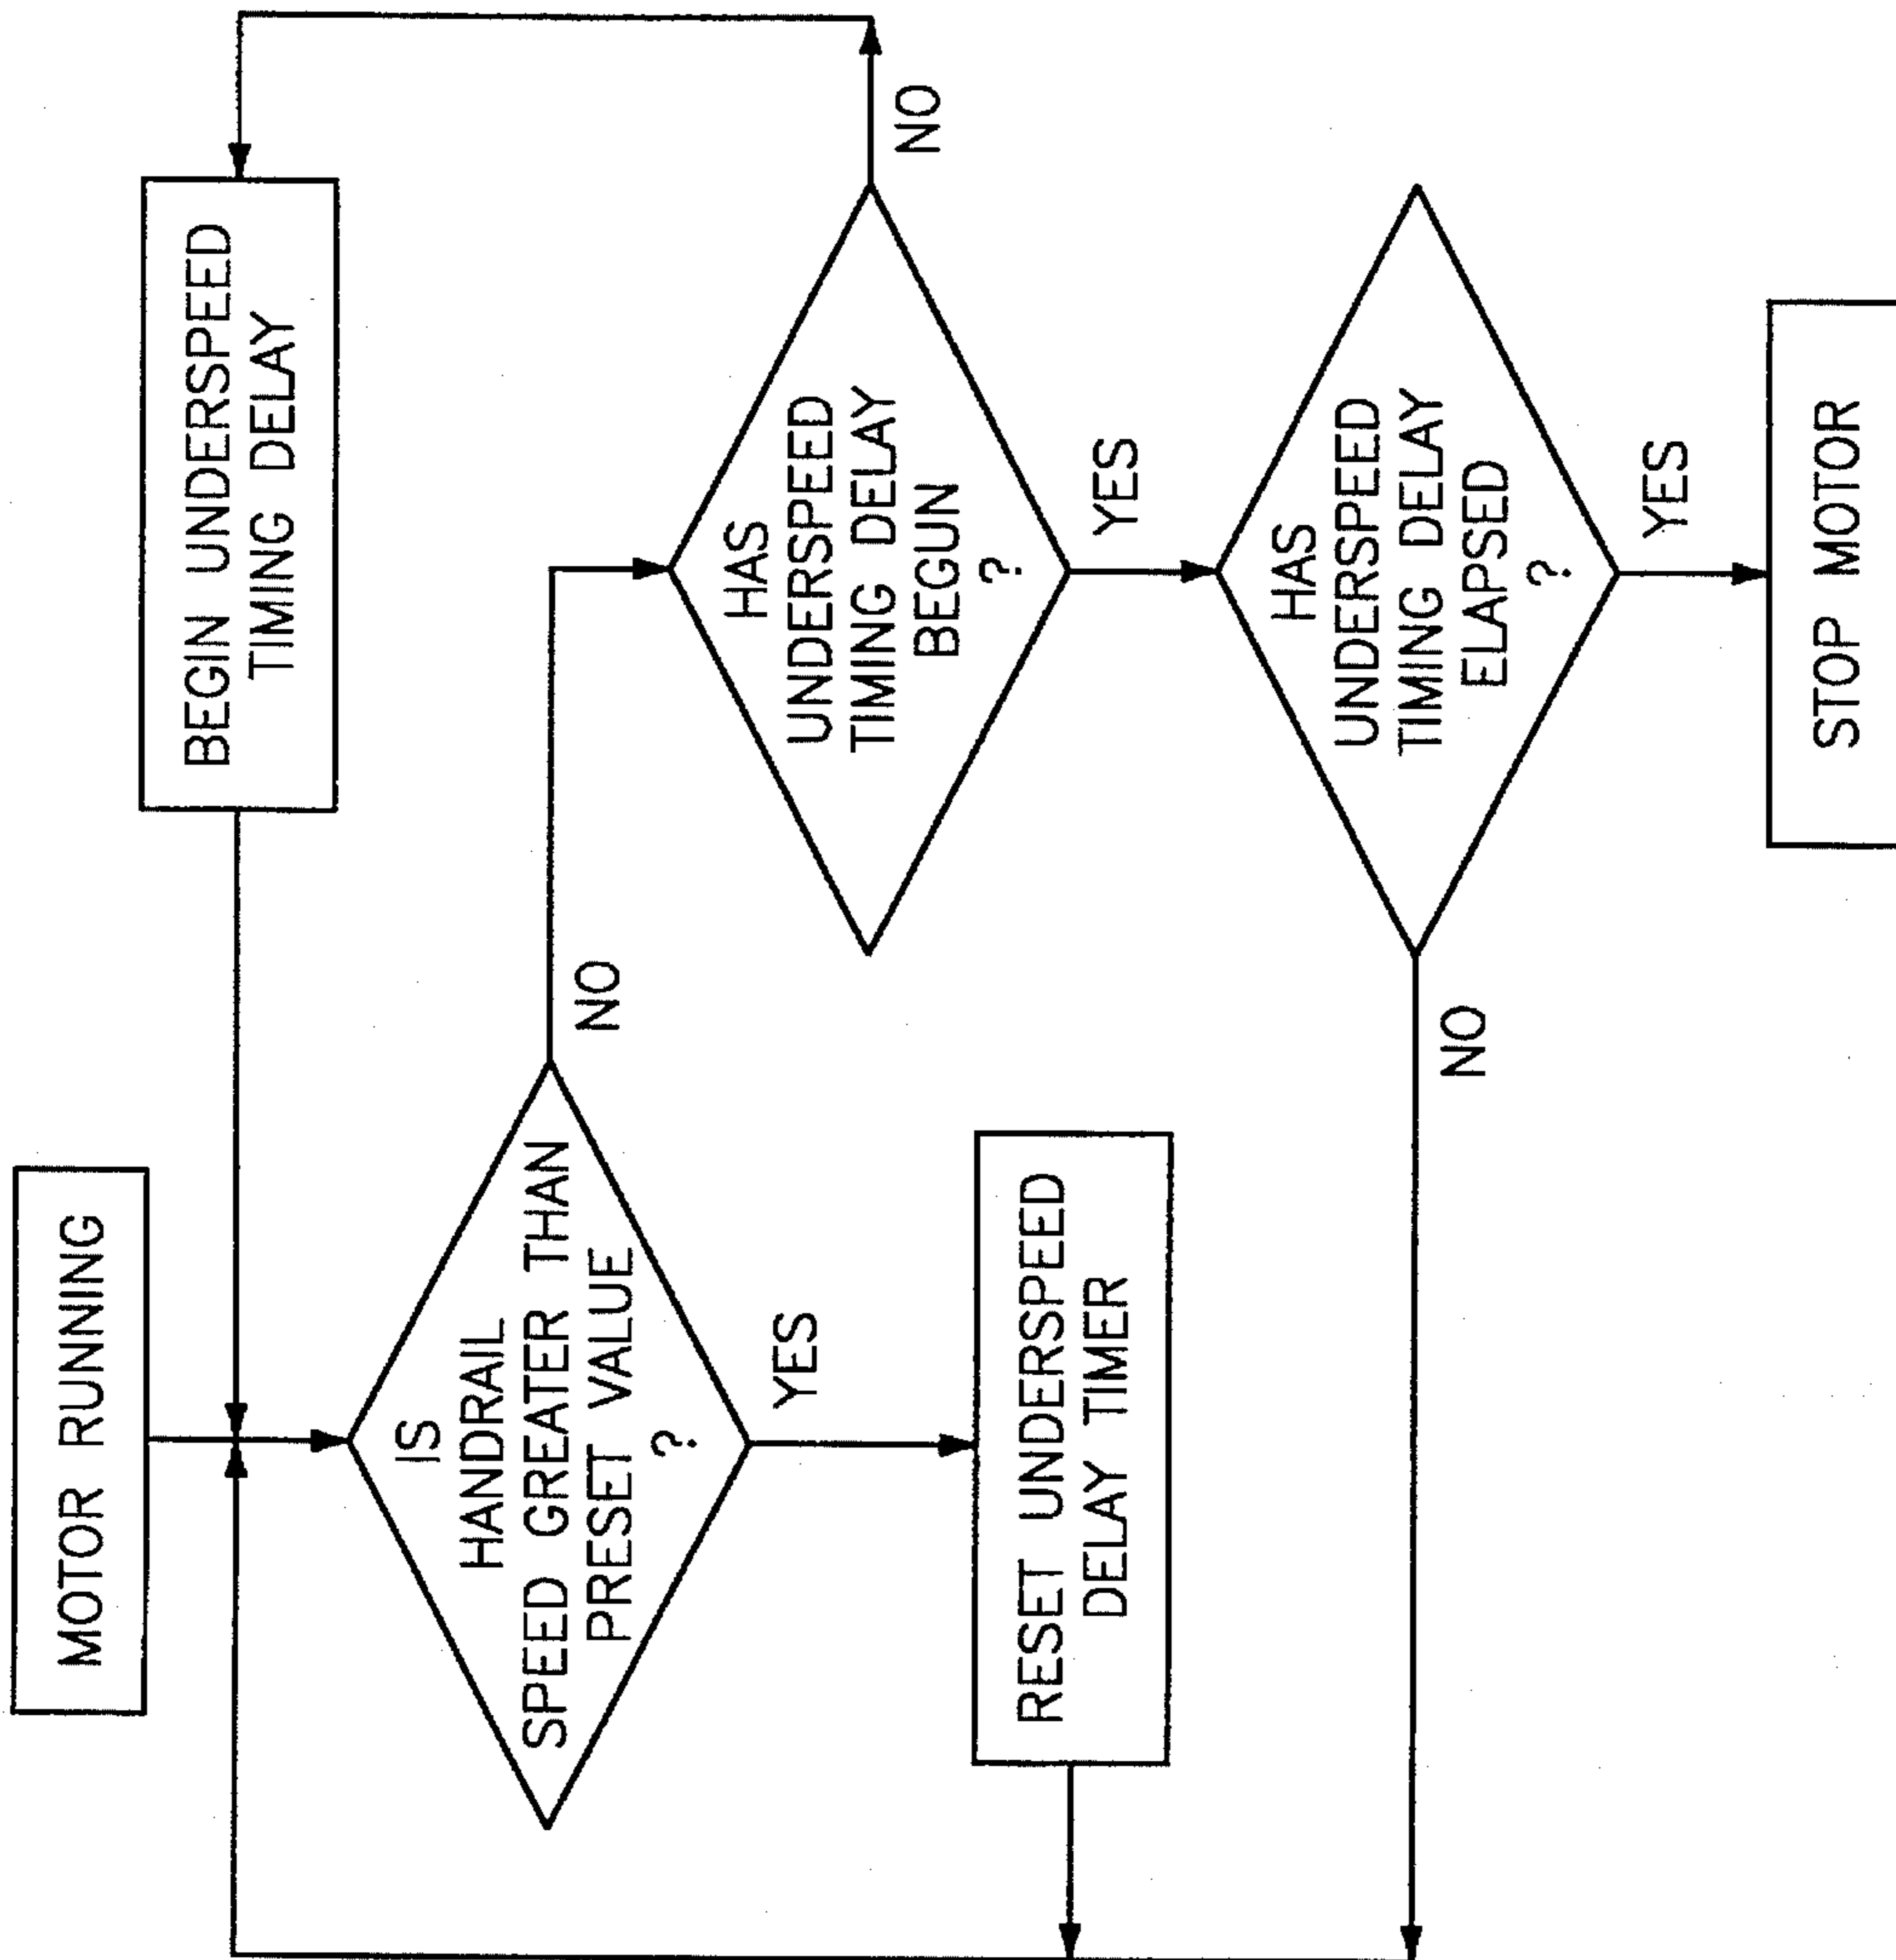 MOTOR RUNNING
IS
HANDRAIL
SPEED GREATER THAN
PRESET VALUE
?
NO
YES
RESET UNDERSPEED
DELAY TIMER
BEGIN UNDERSPEED
TIMING DELAY
HAS
UNDERSPEED
TIMING DELAY
BEGUN
?
NO
YES
HAS
UNDERSPEED
TIMING DELAY
ELAPSED
?
NO
YES
STOP MOTOR